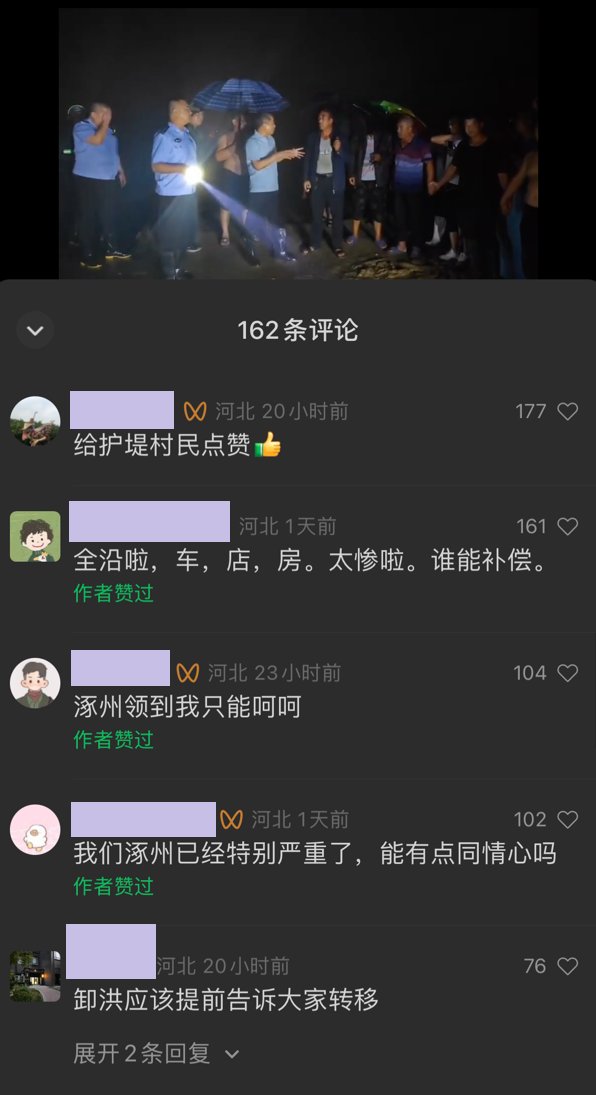 162条评论
河北 20小时前 177
给护堤村民点赞👍
河北 1天前 161
全沿啦，车，店，房。太惨啦。谁能补偿。
作者赞过
河北 23小时前 104
涿州领到我只能呵呵
作者赞过
河北 1天前 102
我们涿州已经特别严重了，能有点同情心吗
作者赞过
河北 20小时前 76
卸洪应该提前告诉大家转移
展开2条回复